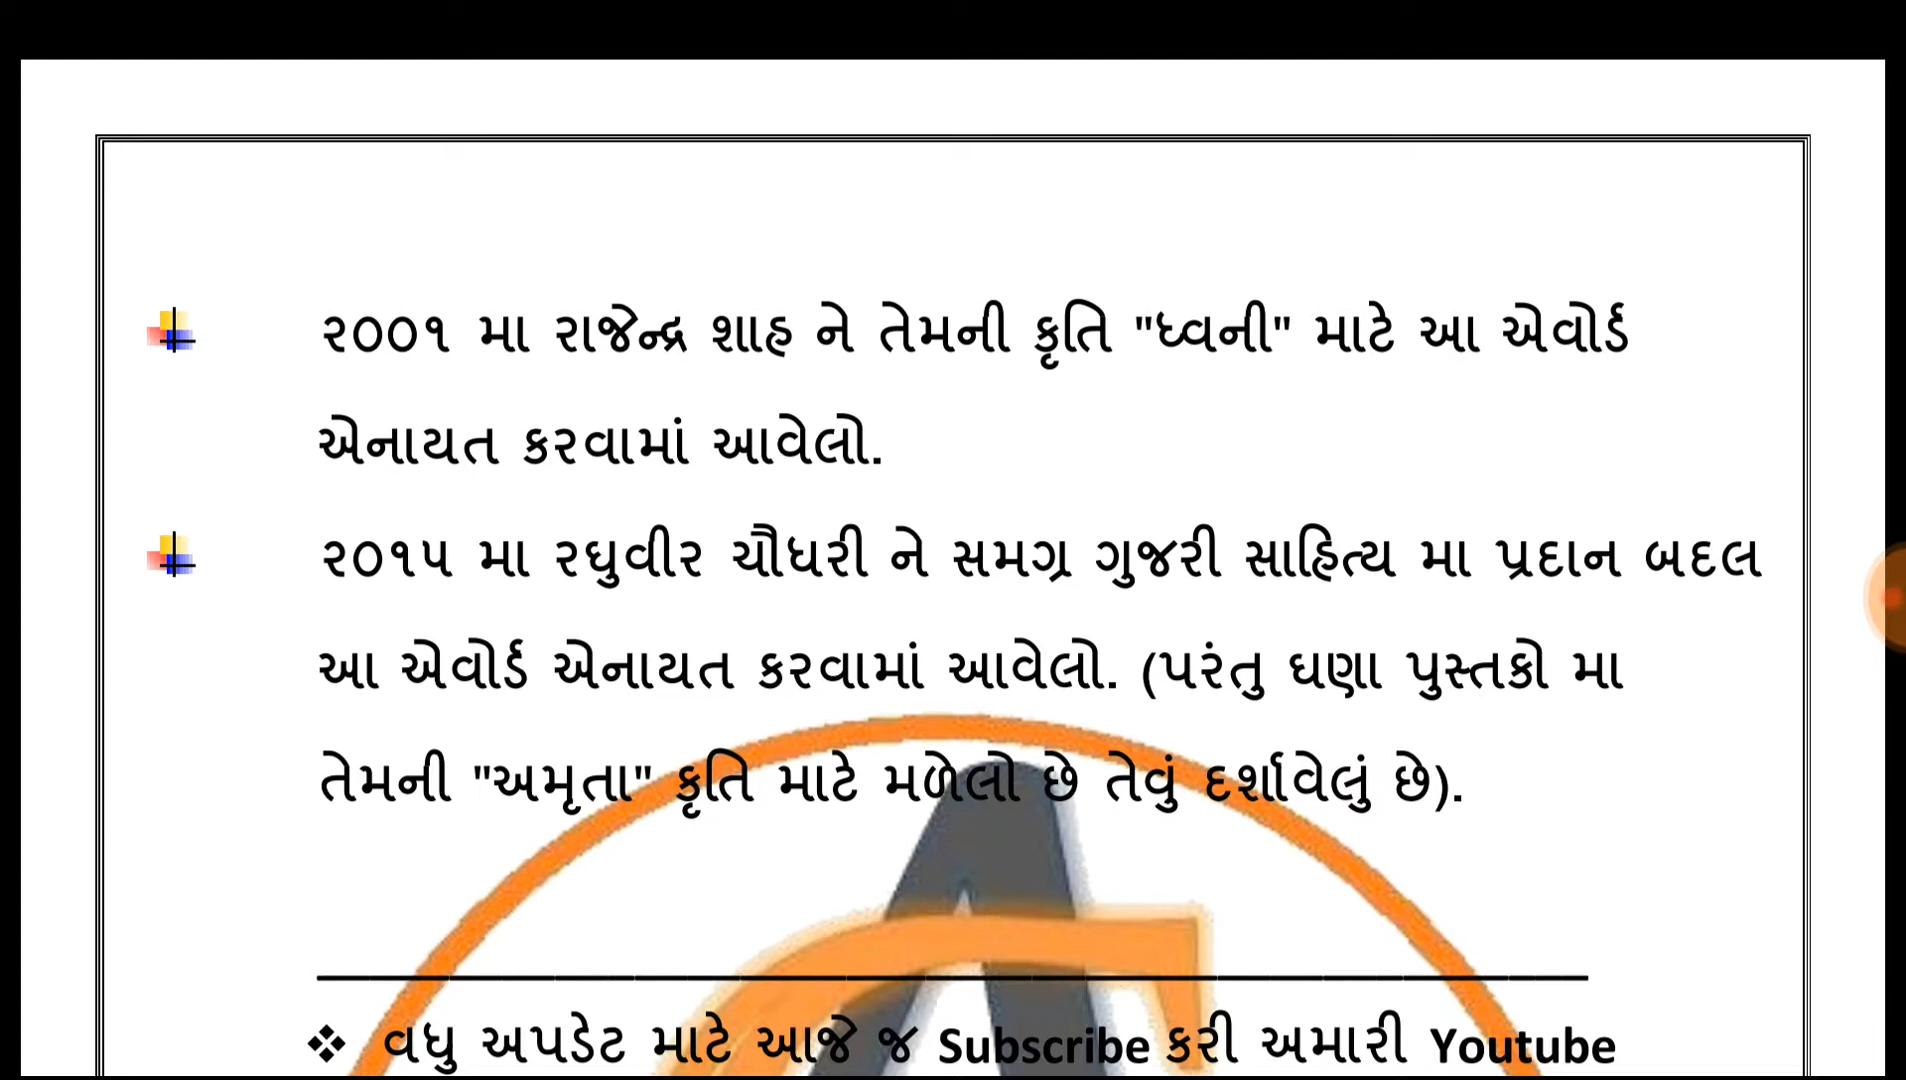 ૨૦૦૧ મા રાજેન્દ્ર શાહ ને તેમની કૃતિ "ધ્વની" માટે આ એવોર્ડ
એનાયત કરવામાં આવેલો.
૨૦૧૫ મા રઘુવીર ચૌધરી ને સમગ્ર ગુજરી સાહિત્ય મા પ્રદાન બદલ
આ એવોર્ડ એનાયત કરવામાં આવેલો. (પરંતુ ઘણા પુસ્તકો મા
તેમની "અમૃતા" કૃતિ માટે મળેલો છે તેવું દર્શાવેલું છે).
❖ વધુ અપડેટ માટે આજે જ Subscribe કરી અમારી Youtube